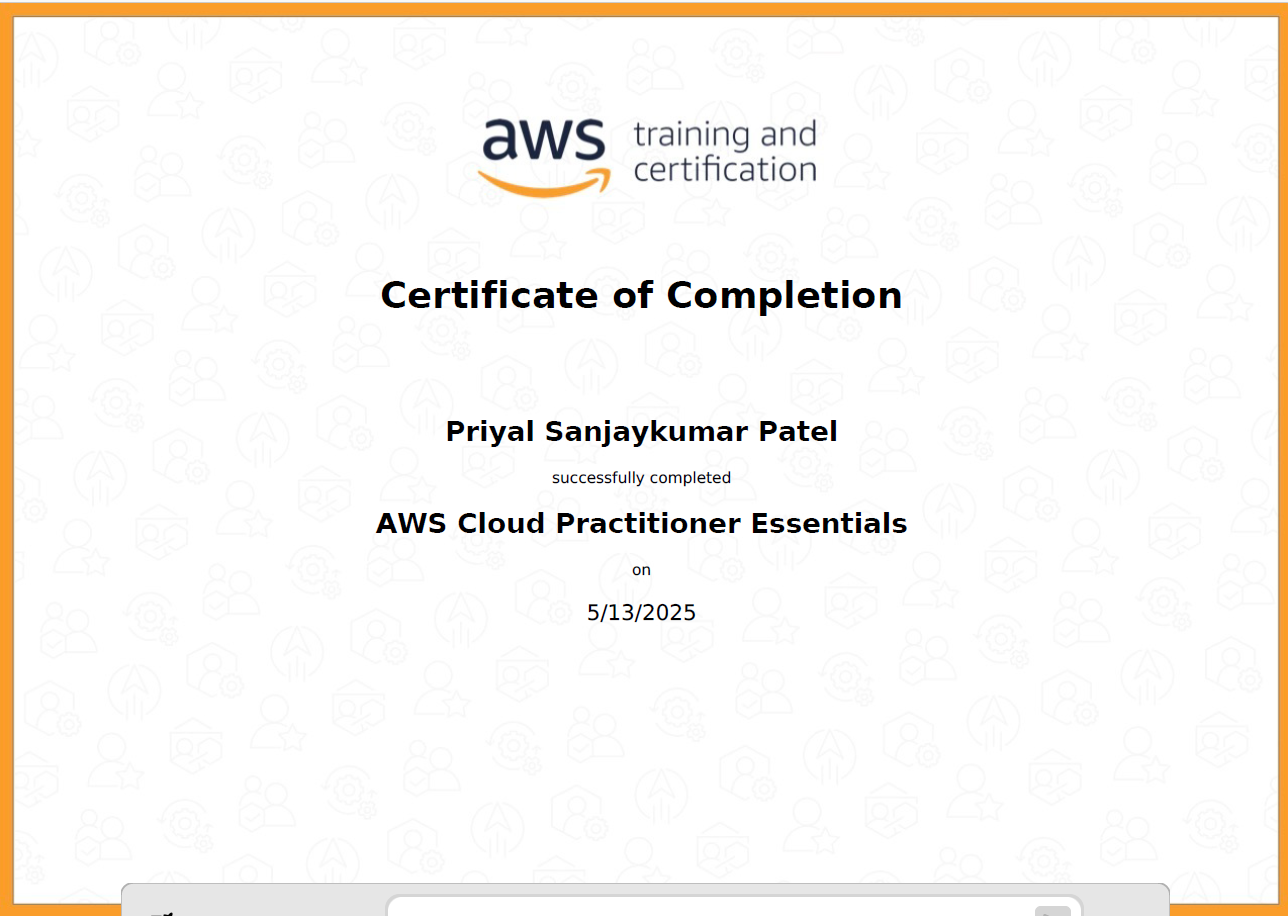 aws training and
certification
Certificate of Completion
Priyal Sanjaykumar Patel
successfully completed
AWS Cloud Practitioner Essentials
on
5/13/2025